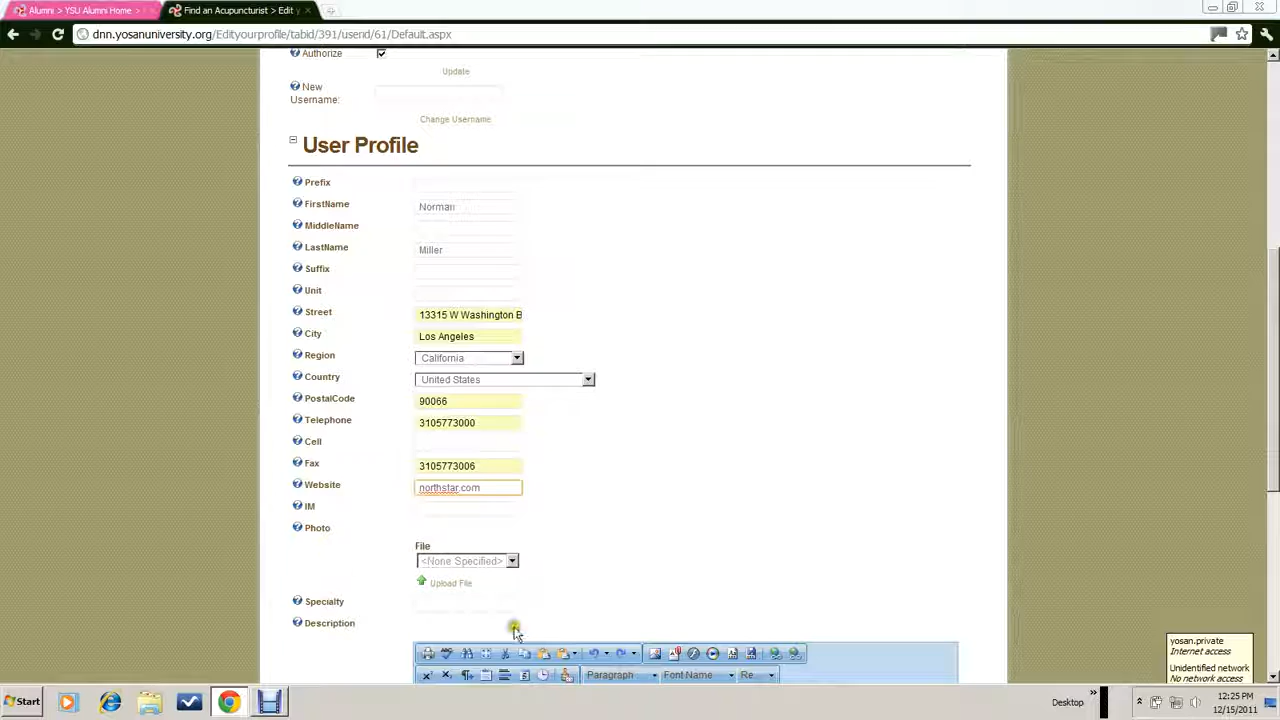 Alumni > YSU Alumni Home >
Find an Acupuncturist > Edit y
dnn.yosanuniversity.org/Edityourprofile/tabid/391/userid/61/Default.aspx
Authorize
Update
New
Username:
Change Username
User Profile
Prefix
FirstName Norman
MiddleName
LastName Miller
Suffix
Unit
Street 13315 W Washington B
City Los Angeles
Region California
Country United States
PostalCode 90066
Telephone 3105773000
Cell
Fax 3105773006
Website northstar.com
IM
Photo
File
<None Specified>
Upload File
Specialty
Description
Paragraph Font Name Re...
yosan.private
Internet access
Unidentified network
No network access
Start
Desktop
12:25 PM
12/15/2011